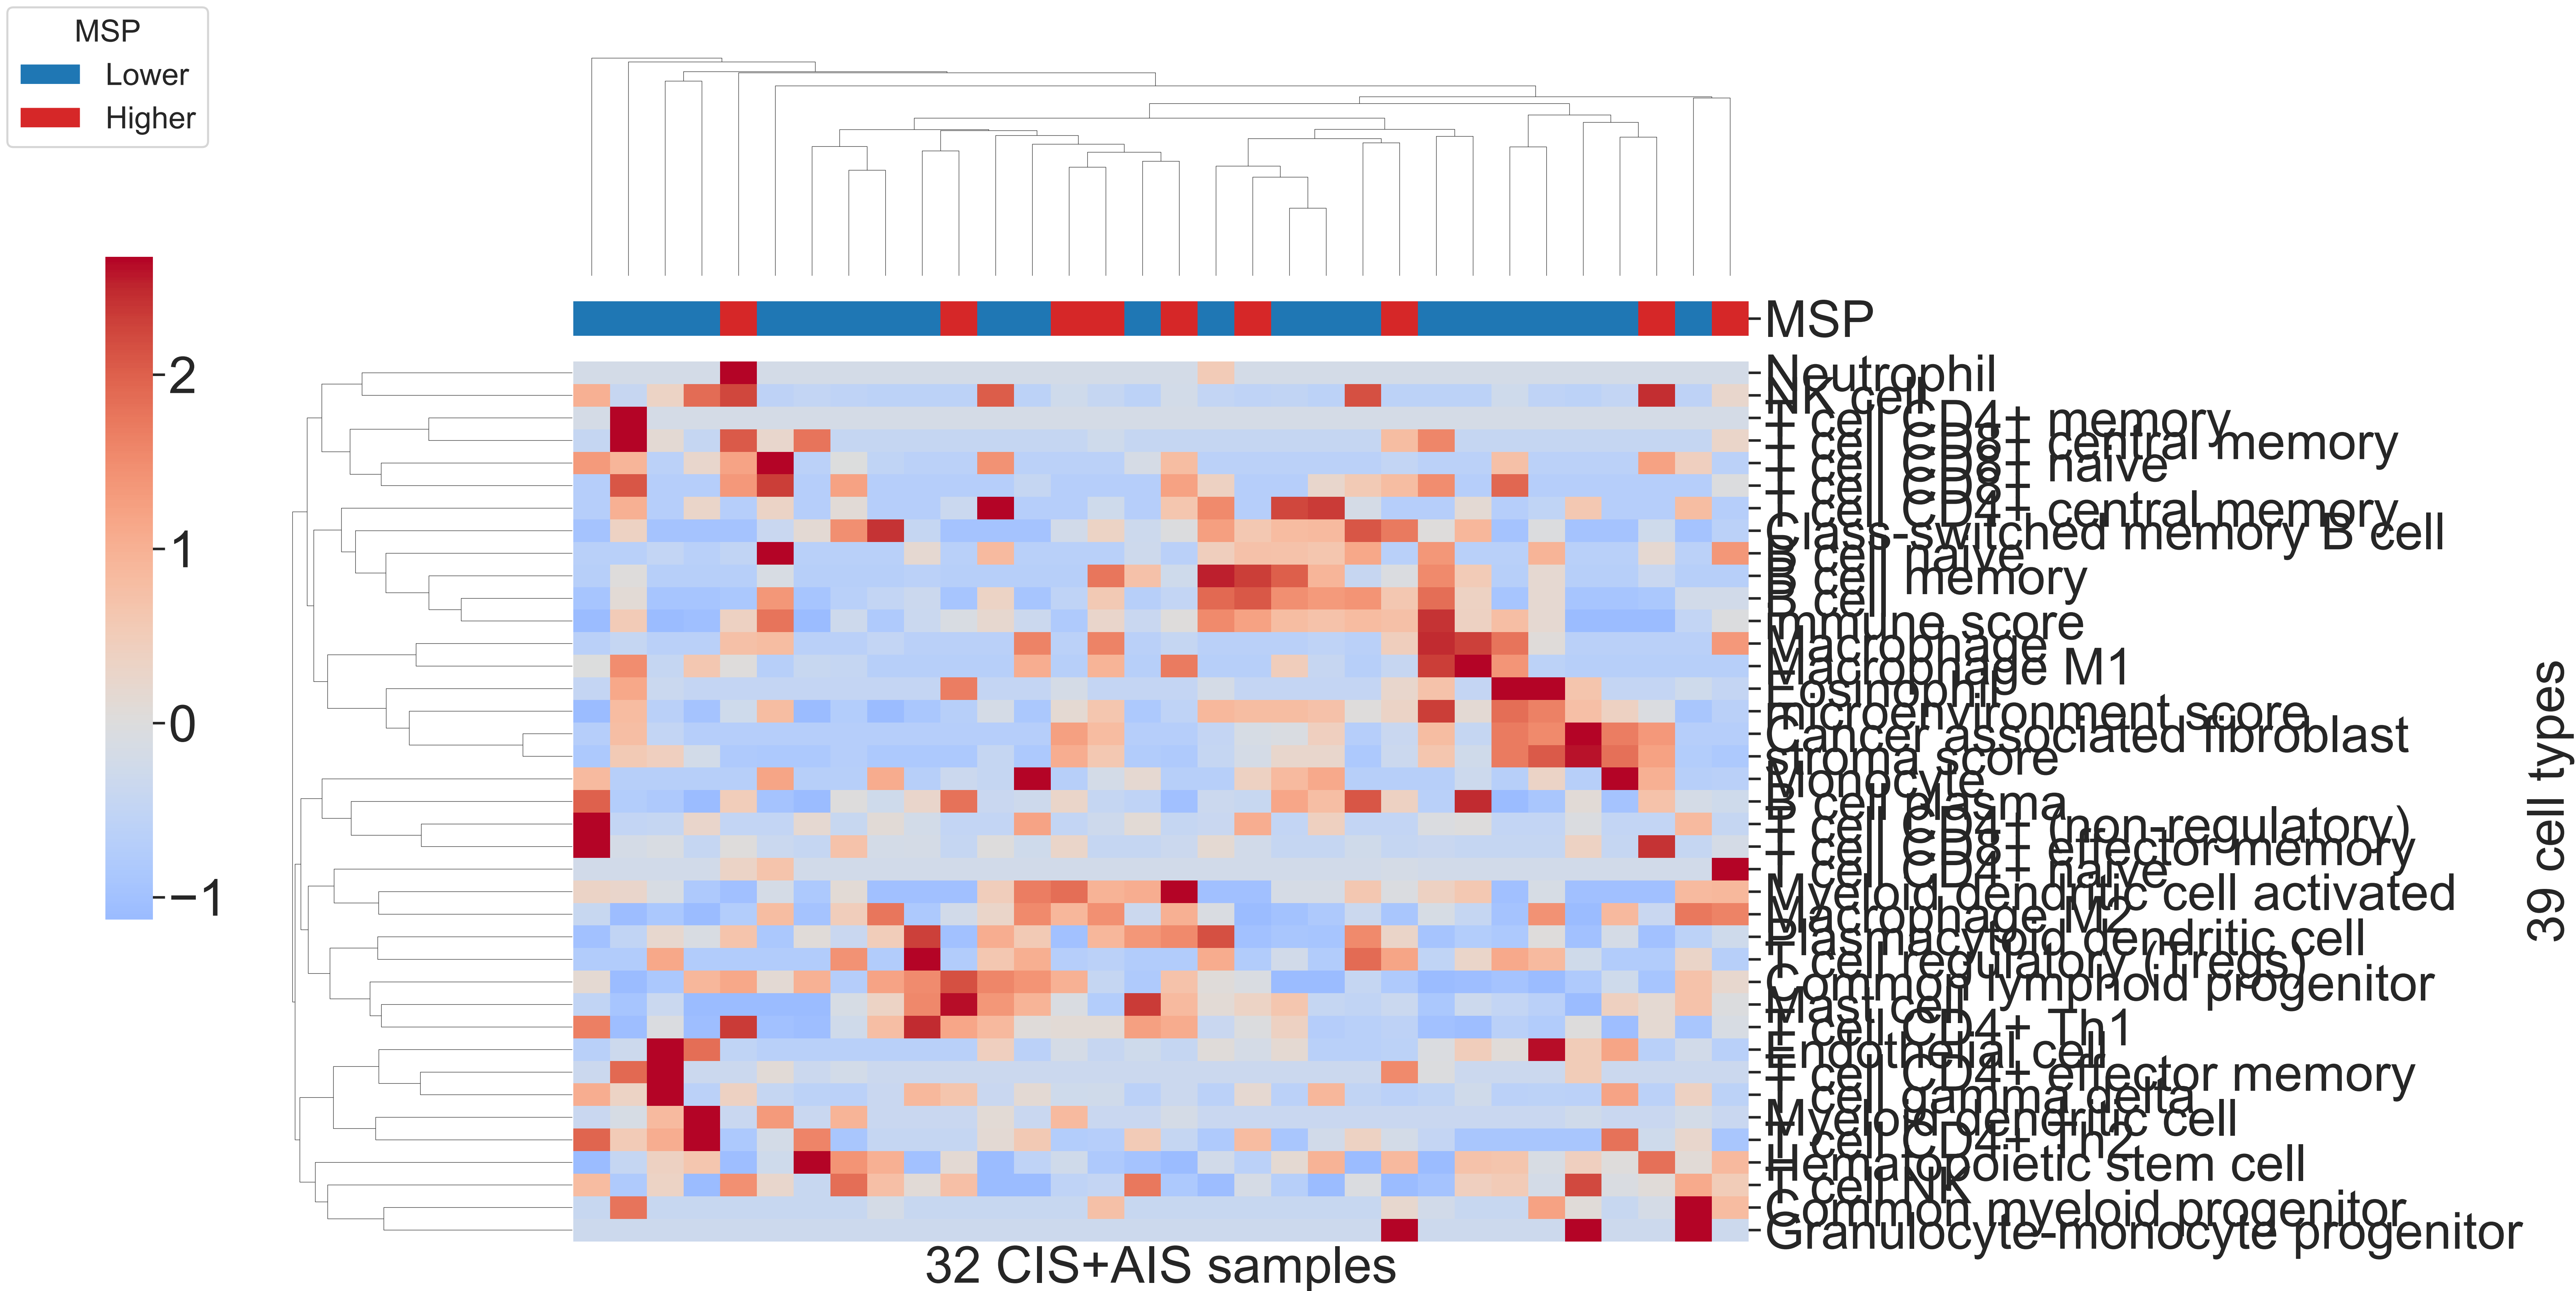 MSP
Lower
Higher
2
1
0
−1
MSP
Neutrophil
NK cell
T cell CD4+ memory
T cell CD8+ central memory
T cell CD8+ naive
T cell CD8+
T cell CD4+ central memory
Class-switched memory B cell
B cell naive
B cell memory
B cell
immune score
Macrophage
Macrophage M1
Eosinophil
microenvironment score
Cancer associated fibroblast
stroma score
Monocyte
B cell plasma
T cell CD4+ (non-regulatory)
T cell CD8+ effector memory
T cell CD4+ naive
Myeloid dendritic cell activated
Macrophage M2
Plasmacytoid dendritic cell
T cell regulatory (Tregs)
Common lymphoid progenitor
Mast cell
T cell CD4+ Th1
Endothelial cell
T cell CD4+ effector memory
T cell gamma delta
Myeloid dendritic cell
T cell CD4+ Th2
Hematopoietic stem cell
T cell NK
Common myeloid progenitor
Granulocyte-monocyte progenitor
39 cell types
32 CIS+AIS samples